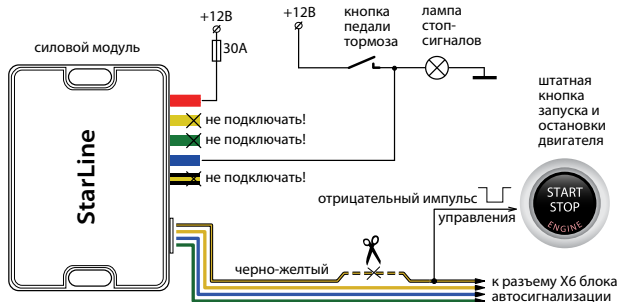 +12В
+12В
кнопка
педали
тормоза
лампа
стоп-
сигналов
силовой модуль
30А
StarLine
не подключать!
не подключать!
не подключать!
штатная
кнопка
запуска и
остановки
двигателя
START
STOP
ENGINE
отрицательный импульс
управления
черно-желтый
к разъему Х6 блока
автосигнализации